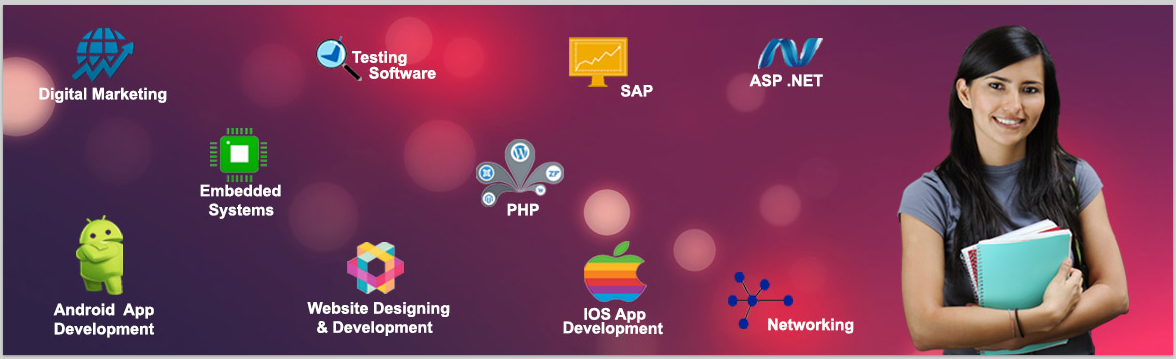 Digital Marketing
Testing
Software
SAP
ASP .NET
Embedded
Systems
PHP
Android App
Development
Website Designing
& Development
IOS App
Development
Networking